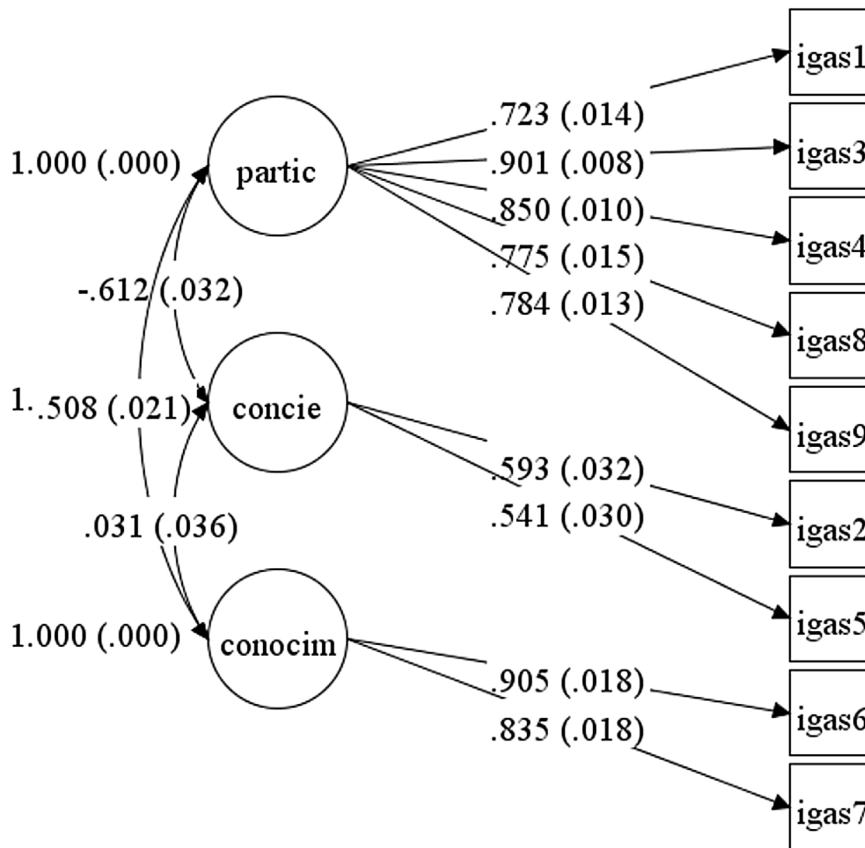 igas1
.723 (.014)
igas3
1.000 (.000)
partic
.901 (.008)
.850 (.010)
igas4
.775 (.015)
-.612 (.032)
.784 (.013)
igas8
1.
.508 (.021)
concie
igas9
.593 (.032)
igas2
.031 (.036)
.541 (.030)
igas5
1.000 (.000)
conocim
.905 (.018)
igas6
.835 (.018)
igas7